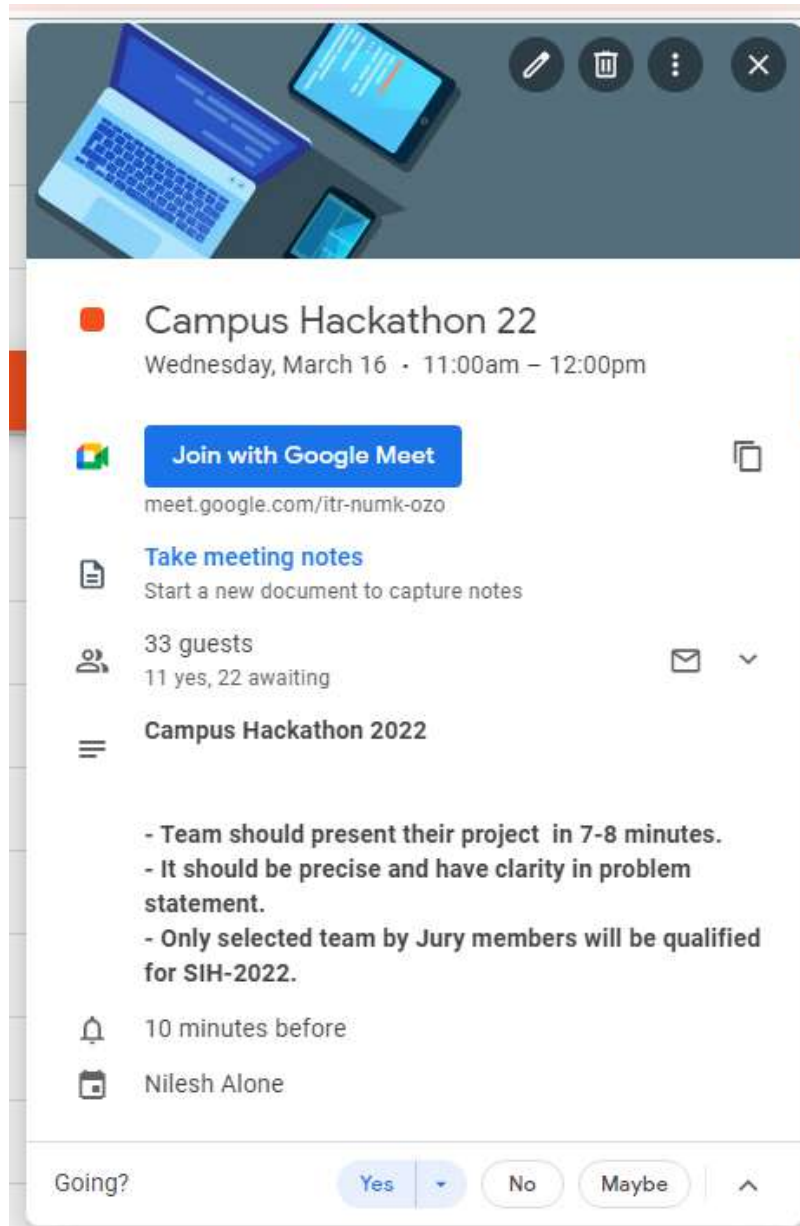 Campus Hackathon 22
Wednesday, March 16 · 11:00am – 12:00pm
Join with Google Meet
meet.google.com/itr-numk-ozo
Take meeting notes
Start a new document to capture notes
33 guests
11 yes, 22 awaiting
Campus Hackathon 2022
- Team should present their project  in 7-8 minutes.
- It should be precise and have clarity in problem
statement.
- Only selected team by Jury members will be qualified
for SIH-2022.
10 minutes before
Nilesh Alone
Going? Yes No Maybe